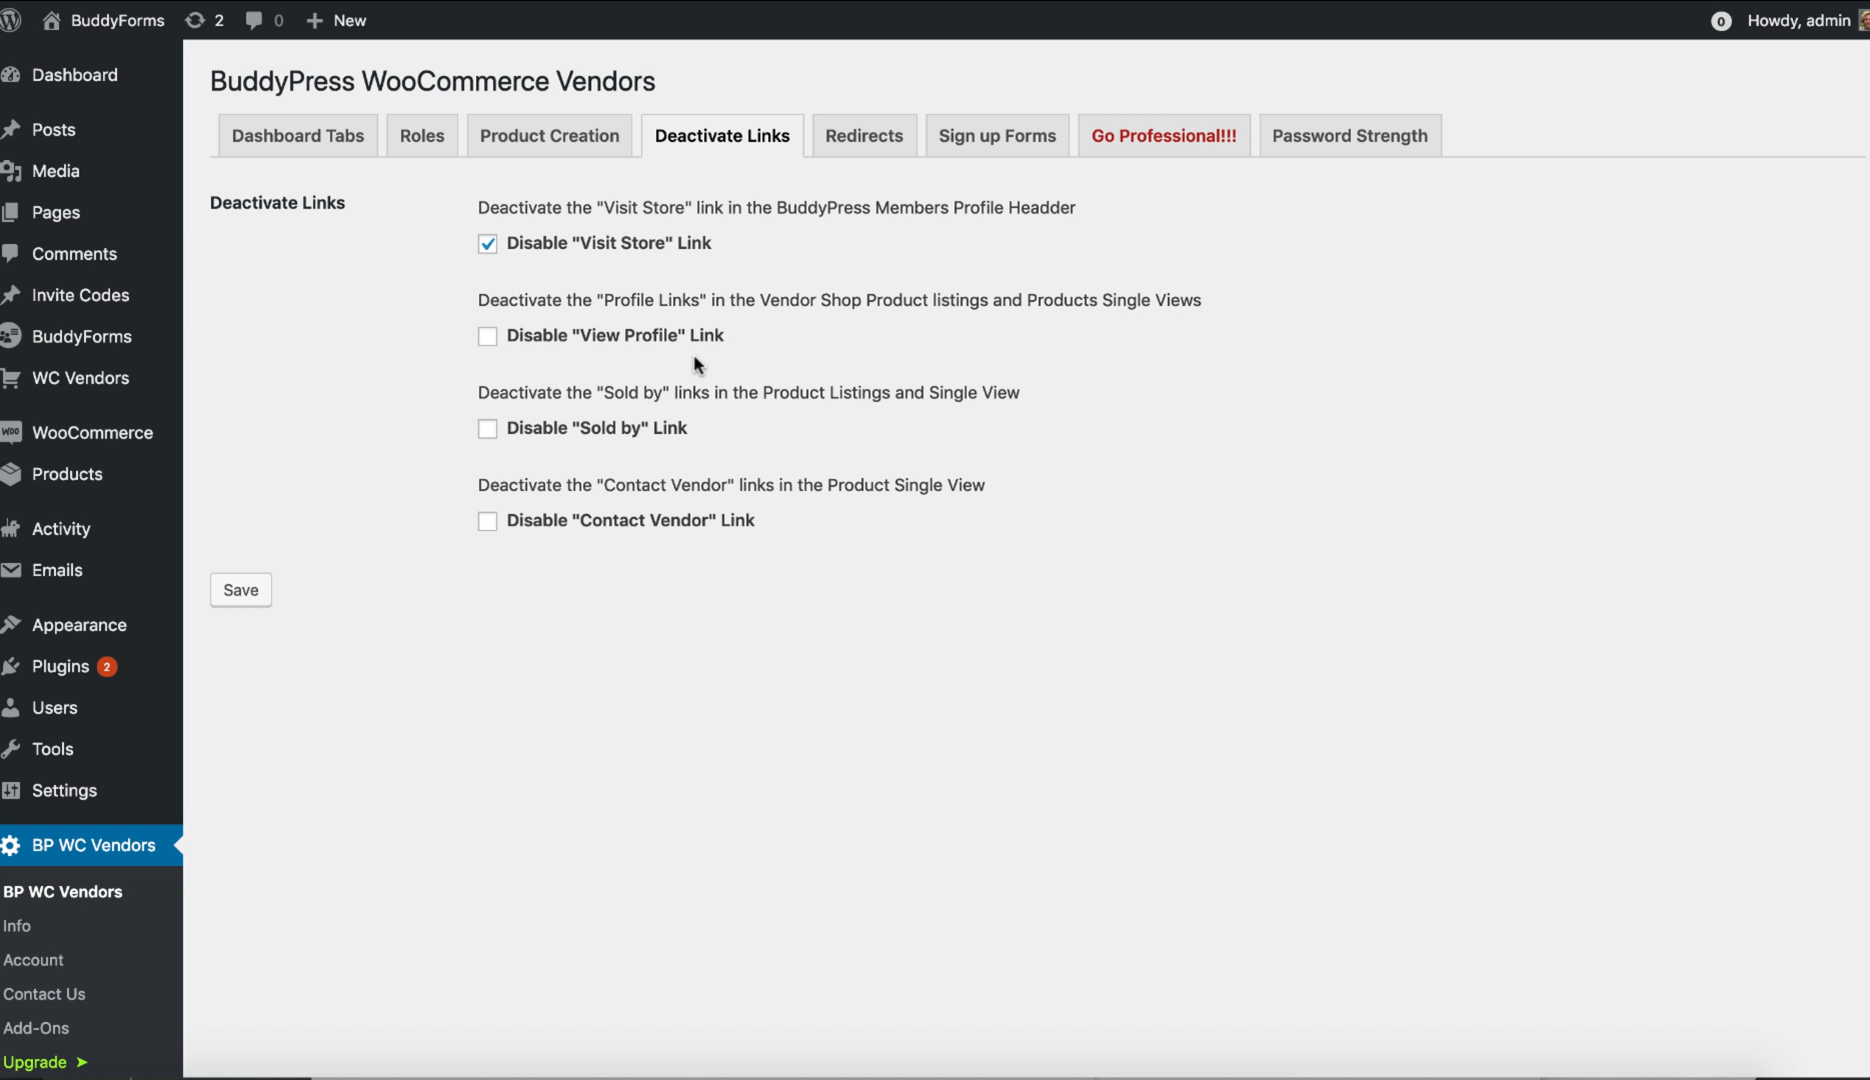 BuddyForms 2 0 New 0 Howdy, admin
Dashboard
Posts
Media
Pages
Comments
Invite Codes
BuddyForms
WC Vendors
WOO WooCommerce
Products
Activity
Emails
Appearance
Plugins 2
Users
Tools
Settings
BP WC Vendors
BP WC Vendors
Info
Account
Contact Us
Add-Ons
Upgrade ➤
BuddyPress WooCommerce Vendors
Dashboard Tabs Roles Product Creation Deactivate Links Redirects Sign up Forms Go Professional!!! Password Strength
Deactivate Links
Deactivate the "Visit Store" link in the BuddyPress Members Profile Headder
Disable "Visit Store" Link
Deactivate the "Profile Links" in the Vendor Shop Product listings and Products Single Views
Disable "View Profile" Link
Deactivate the "Sold by" links in the Product Listings and Single View
Disable "Sold by" Link
Deactivate the "Contact Vendor" links in the Product Single View
Disable "Contact Vendor" Link
Save